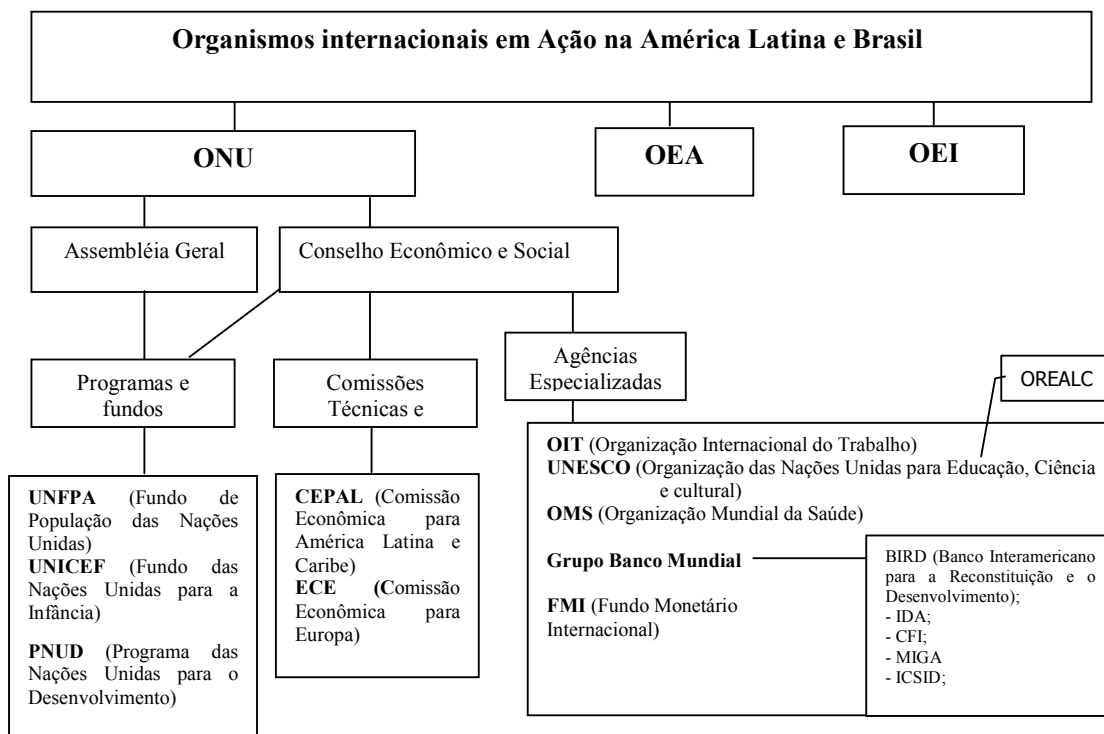 Organismos internacionais em Ação na América Latina e Brasil
ONU
OEA
OEI
Assembléia Geral
Conselho Econômico e Social
Programas e
fundos
Comissões
Técnicas e
Agências
Especializadas
OREALC
UNFPA (Fundo de
População das Nações
Unidas)
UNICEF (Fundo das
Nações Unidas para a
Infância)
PNUD (Programa das
Nações Unidas para o
Desenvolvimento)
CEPAL (Comissão
Econômica para
América Latina e
Caribe)
ECE (Comissão
Econômica para
Europa)
OIT (Organização Internacional do Trabalho)
UNESCO (Organização das Nações Unidas para Educação, Ciência
e cultural)
OMS (Organização Mundial da Saúde)
Grupo Banco Mundial
FMI (Fundo Monetário
Internacional)
BIRD (Banco Interamericano
para a Reconstituição e o
Desenvolvimento);
- IDA;
- CFI;
- MIGA
- ICSID;